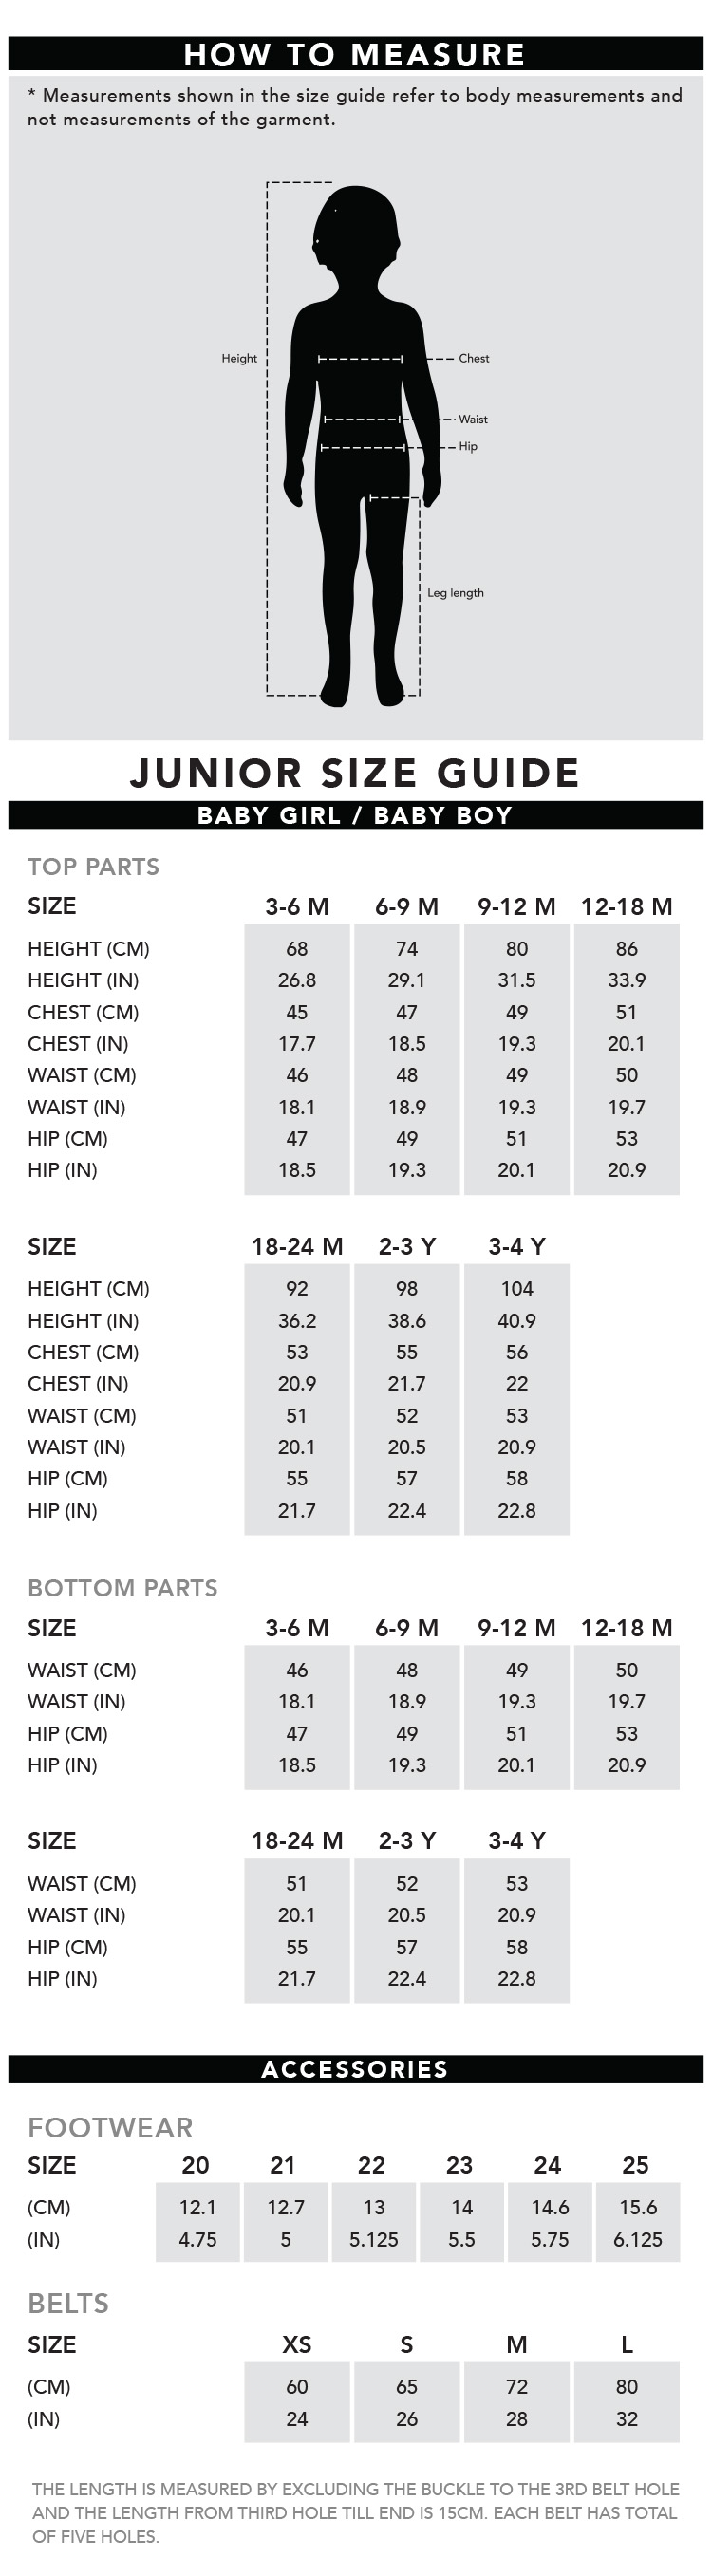 HOW TO MEASURE
* Measurements shown in the size guide refer to body measurements and
not measurements of the garment.
Height
Chest
Waist
Hip
Leg length
JUNIOR SIZE GUIDE
BABY GIRL / BABY BOY
TOP PARTS
SIZE 3-6 M 6-9 M 9-12 M 12-18 M
HEIGHT (CM) 68 74 80 86
HEIGHT (IN) 26.8 29.1 31.5 33.9
CHEST (CM) 45 47 49 51
CHEST (IN) 17.7 18.5 19.3 20.1
WAIST (CM) 46 48 49 50
WAIST (IN) 18.1 18.9 19.3 19.7
HIP (CM) 47 49 51 53
HIP (IN) 18.5 19.3 20.1 20.9
SIZE 18-24 M 2-3 Y 3-4 Y
HEIGHT (CM) 92 98 104
HEIGHT (IN) 36.2 38.6 40.9
CHEST (CM) 53 55 56
CHEST (IN) 20.9 21.7 22
WAIST (CM) 51 52 53
WAIST (IN) 20.1 20.5 20.9
HIP (CM) 55 57 58
HIP (IN) 21.7 22.4 22.8
BOTTOM PARTS
SIZE 3-6 M 6-9 M 9-12 M 12-18 M
WAIST (CM) 46 48 49 50
WAIST (IN) 18.1 18.9 19.3 19.7
HIP (CM) 47 49 51 53
HIP (IN) 18.5 19.3 20.1 20.9
SIZE 18-24 M 2-3 Y 3-4 Y
WAIST (CM) 51 52 53
WAIST (IN) 20.1 20.5 20.9
HIP (CM) 55 57 58
HIP (IN) 21.7 22.4 22.8
ACCESSORIES
FOOTWEAR
SIZE 20 21 22 23 24 25
(CM) 12.1 12.7 13 14 14.6 15.6
(IN) 4.75 5 5.125 5.5 5.75 6.125
BELTS
SIZE XS S M L
(CM) 60 65 72 80
(IN) 24 26 28 32
THE LENGTH IS MEASURED BY EXCLUDING THE BUCKLE TO THE 3RD BELT HOLE
AND THE LENGTH FROM THIRD HOLE TILL END IS 15CM. EACH BELT HAS TOTAL
OF FIVE HOLES.